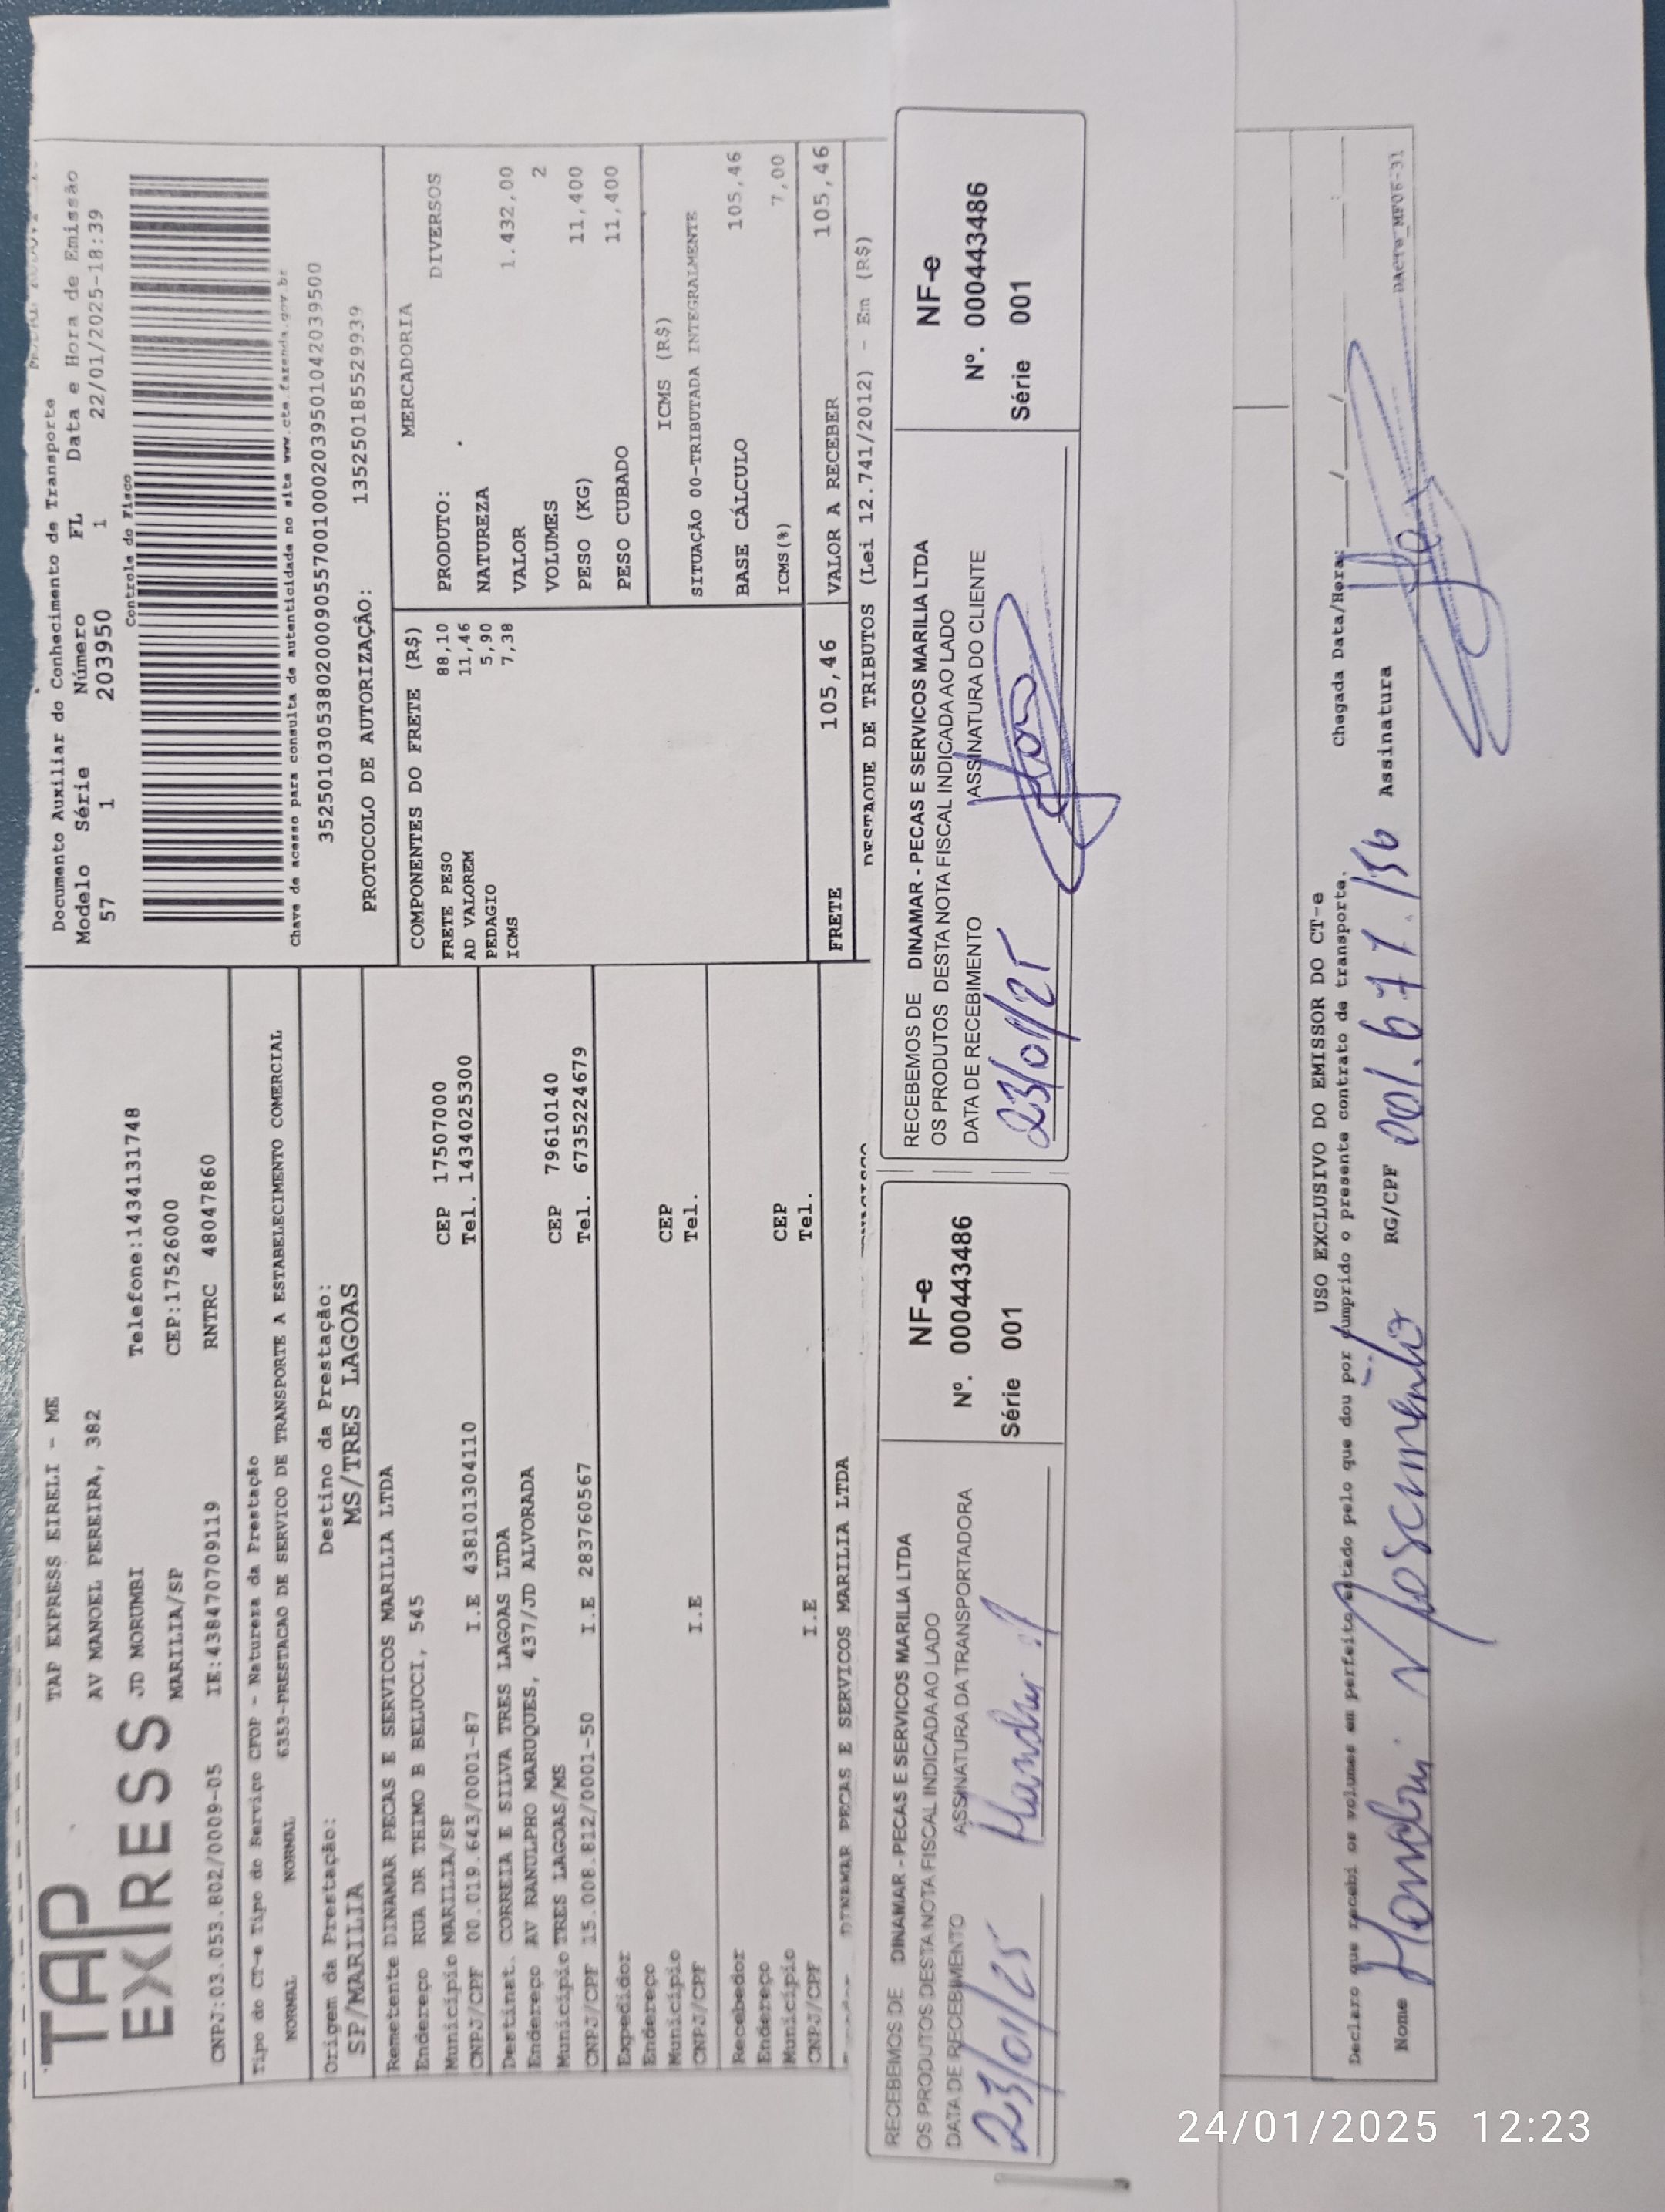 TAP
EXPRESS
TAP EXPRESS EIRELI - ME
AV MANOEL PEREIRA, 382
JD MORUMBI Telefone:1434131748
MARILIA/SP CEP:17526000
CNPJ:03.053.802/0009-05 IE:438470709119 RNTRC 48047860
Tipo do CT-e Tipo do Serviço CFOP - Natureza da Prestação
NORMAL NORMAL 6353-PRESTACAO DE SERVICO DE TRANSPORTE A ESTABELECIMENTO COMERCIAL
Origem da Prestação: Destino da Prestação:
SP/MARILIA MS/TRES LAGOAS
Remetente DINAMAR PECAS E SERVICOS MARILIA LTDA
Endereço RUA DR THIMO B BELUCCI, 545
Município MARILIA/SP CEP 17507000
CNPJ/CPF 00.019.643/0001-87 I.E 438101304110 Tel. 1434025300
Destinat. CORREIA E SILVA TRES LAGOAS LTDA
Endereço AV RANULPHO MARUQUES, 437/JD ALVORADA
Município TRES LAGOAS/MS CEP 79610140
CNPJ/CPF 15.008.812/0001-50 I.E 283760567 Tel. 6735224679
Expedidor
Endereço
Município CEP
CNPJ/CPF I.E Tel.
Recebedor
Endereço
Município CEP
CNPJ/CPF I.E Tel.
DINEMAR PECAS E SERVICOS MARILIA LTDA
Documento Auxiliar do Conhecimento de Transporte
Modelo Série Número FL Data e Hora de Emissão
57 1 203950 1 22/01/2025-18:39
Controle do Fisco
Chave de acesso para consulta de autenticidade no site www.cte.fazenda.gov.br
35250103053802000905570010002039501042039500
PROTOCOLO DE AUTORIZAÇÃO: 135250185529939
COMPONENTES DO FRETE (R$)
FRETE PESO 88,10
AD VALOREM 11,46
PEDAGIO 5,90
ICMS 7,38
MERCADORIA
PRODUTO: DIVERSOS
NATUREZA
VALOR 1.432,00
VOLUMES 2
PESO (KG) 11,400
PESO CUBADO 11,400
ICMS (R$)
SITUAÇÃO 00-TRIBUTADA INTEGRALMENTE
BASE CÁLCULO 105,46
ICMS(%) 7,00
FRETE 105,46 VALOR A RECEBER 105,46
DESTAQUE DE TRIBUTOS (Lei 12.741/2012) - Em (R$)
RECEBEMOS DE DINAMAR - PECAS E SERVICOS MARILIA LTDA
OS PRODUTOS DESTA NOTA FISCAL INDICADA AO LADO
DATA DE RECEBIMENTO ASSINATURA DA TRANSPORTADORA
23/01/25
NF-e
Nº. 000443486
Série 001
RECEBEMOS DE DINAMAR - PECAS E SERVICOS MARILIA LTDA
OS PRODUTOS DESTA NOTA FISCAL INDICADA AO LADO
DATA DE RECEBIMENTO ASSINATURA DO CLIENTE
23/01/25
NF-e
Nº. 000443486
Série 001
USO EXCLUSIVO DO EMISSOR DO CT-e
Declaro que recebi os volumes em perfeito estado pelo que dou por cumprido o presente contrato de transporte. Chegada Data/Hora: ___/___/___ ___:___
Nome Nascimento RG/CPF 001.677.156 Assinatura
DACTE_MF06-31
24/01/2025 12:23